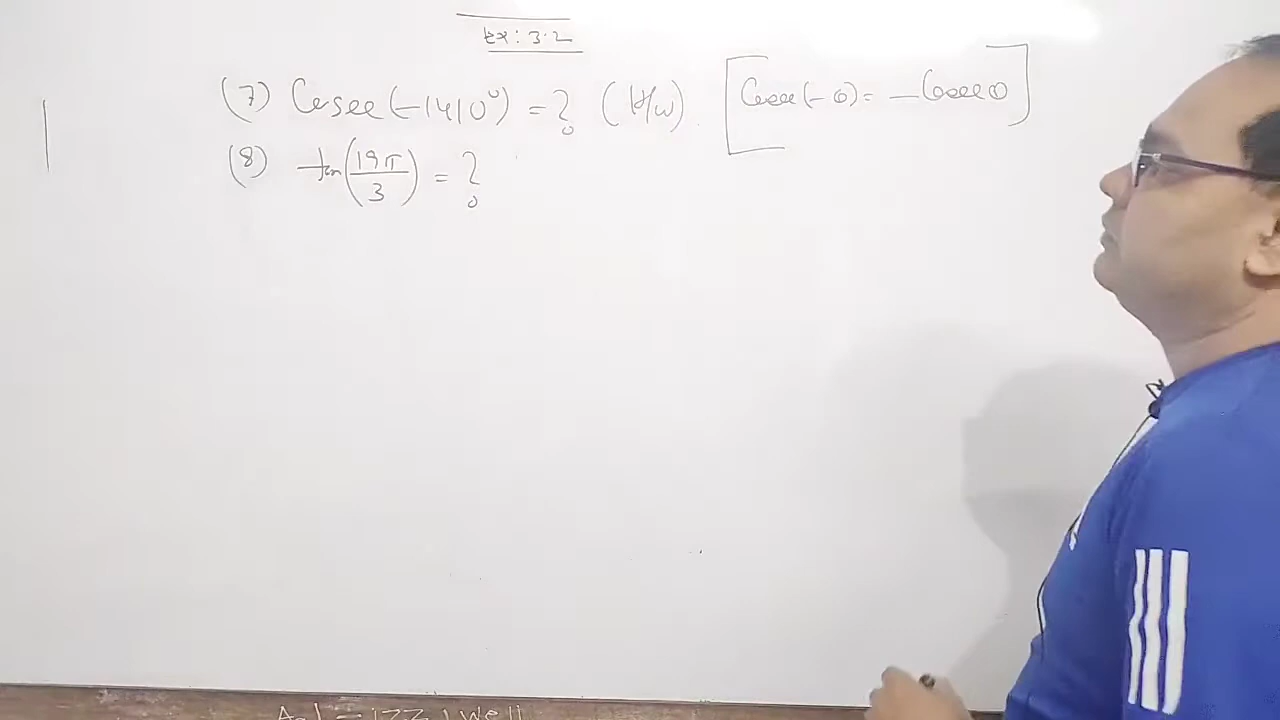 Ex: 3.2
(7) Cosec(-1410°) = ? (H/W) [Cosec(-θ) = -Cosecθ]
(8) tan(19π/3) = ?